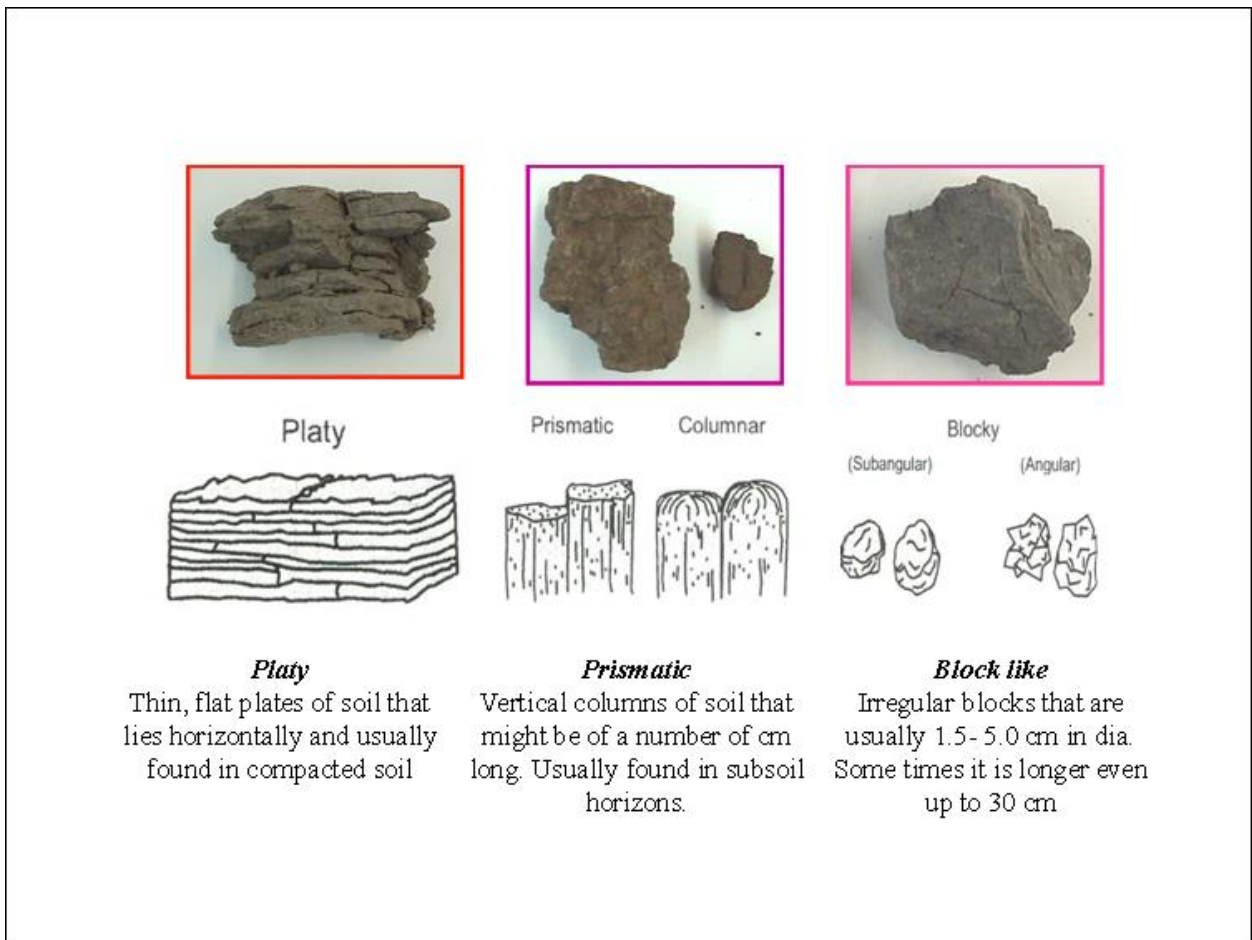 Platy
Prismatic
Columnar
Blocky
(Subangular)
(Angular)
Platy
Thin, flat plates of soil that
lies horizontally and usually
found in compacted soil
Prismatic
Vertical columns of soil that
might be of a number of cm
long. Usually found in subsoil
horizons.
Block like
Irregular blocks that are
usually 1.5- 5.0 cm in dia.
Some times it is longer even
up to 30 cm